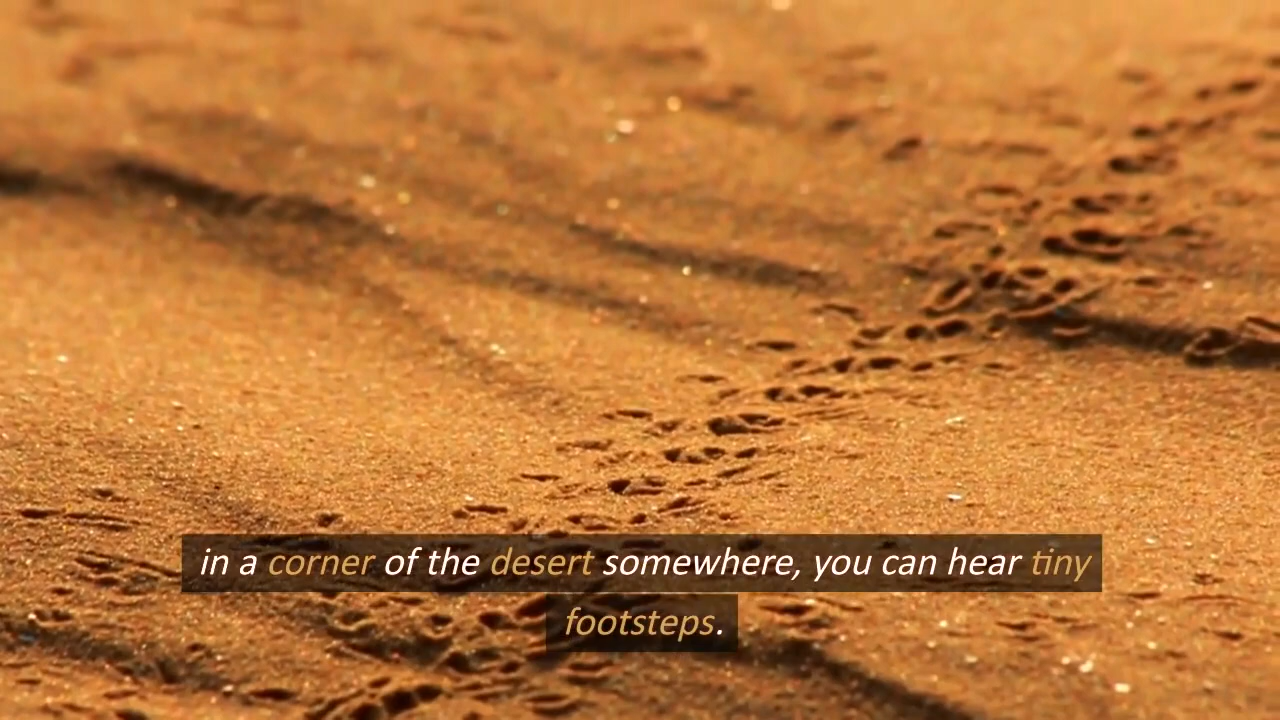 in a corner of the desert somewhere, you can hear tiny
footsteps.